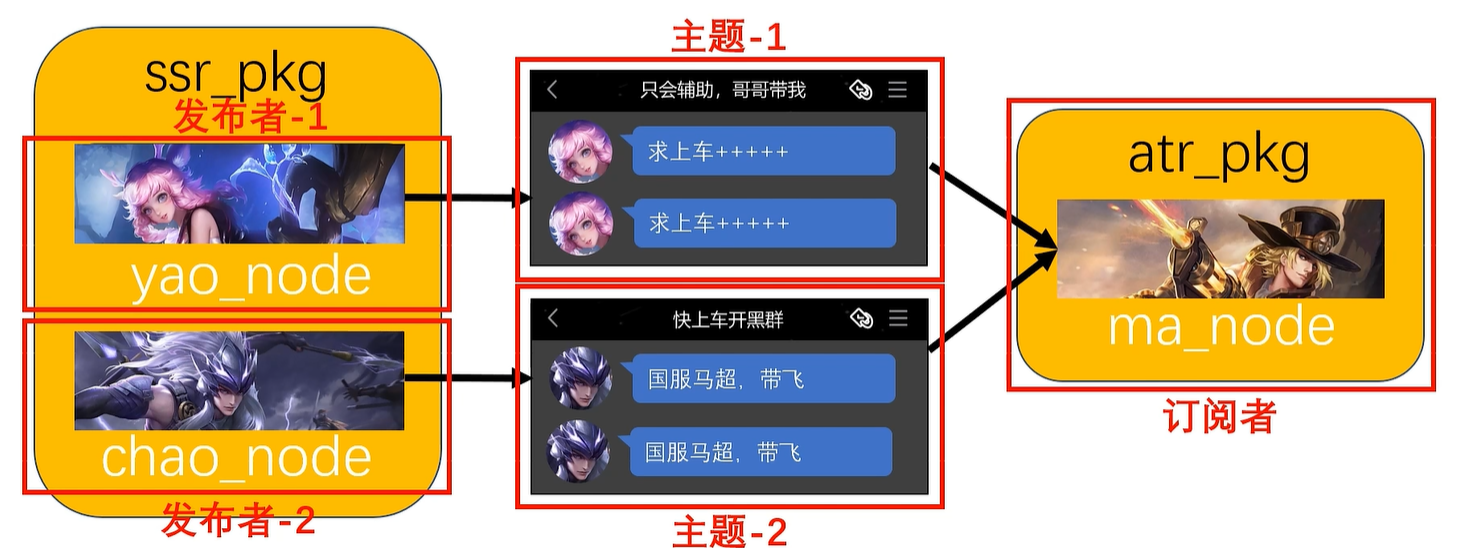 ssr_pkg
发布者-1
yao_node
chao_node
发布者-2
主题-1
只会辅助，哥哥带我
求上车+++++
求上车+++++
快上车开黑群
国服马超，带飞
国服马超，带飞
主题-2
atr_pkg
ma_node
订阅者